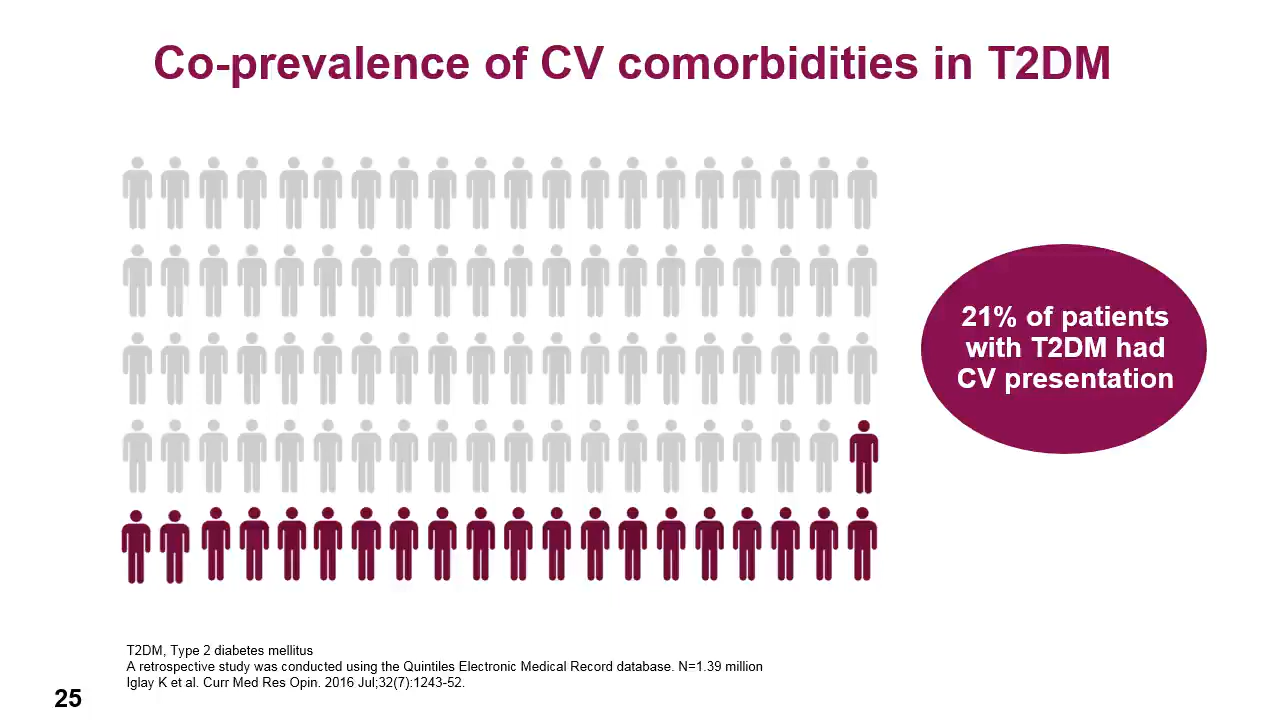 Co-prevalence of CV comorbidities in T2DM
21% of patients
with T2DM had
CV presentation
T2DM, Type 2 diabetes mellitus
A retrospective study was conducted using the Quintiles Electronic Medical Record database. N=1.39 million
Iglay K et al. Curr Med Res Opin. 2016 Jul;32(7):1243-52.
25